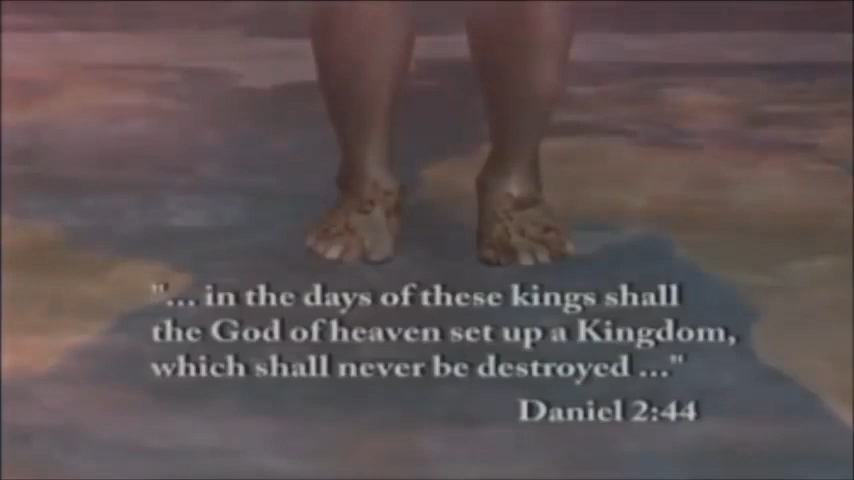 "... in the days of these kings shall
the God of heaven set up a Kingdom,
which shall never be destroyed ..."
Daniel 2:44